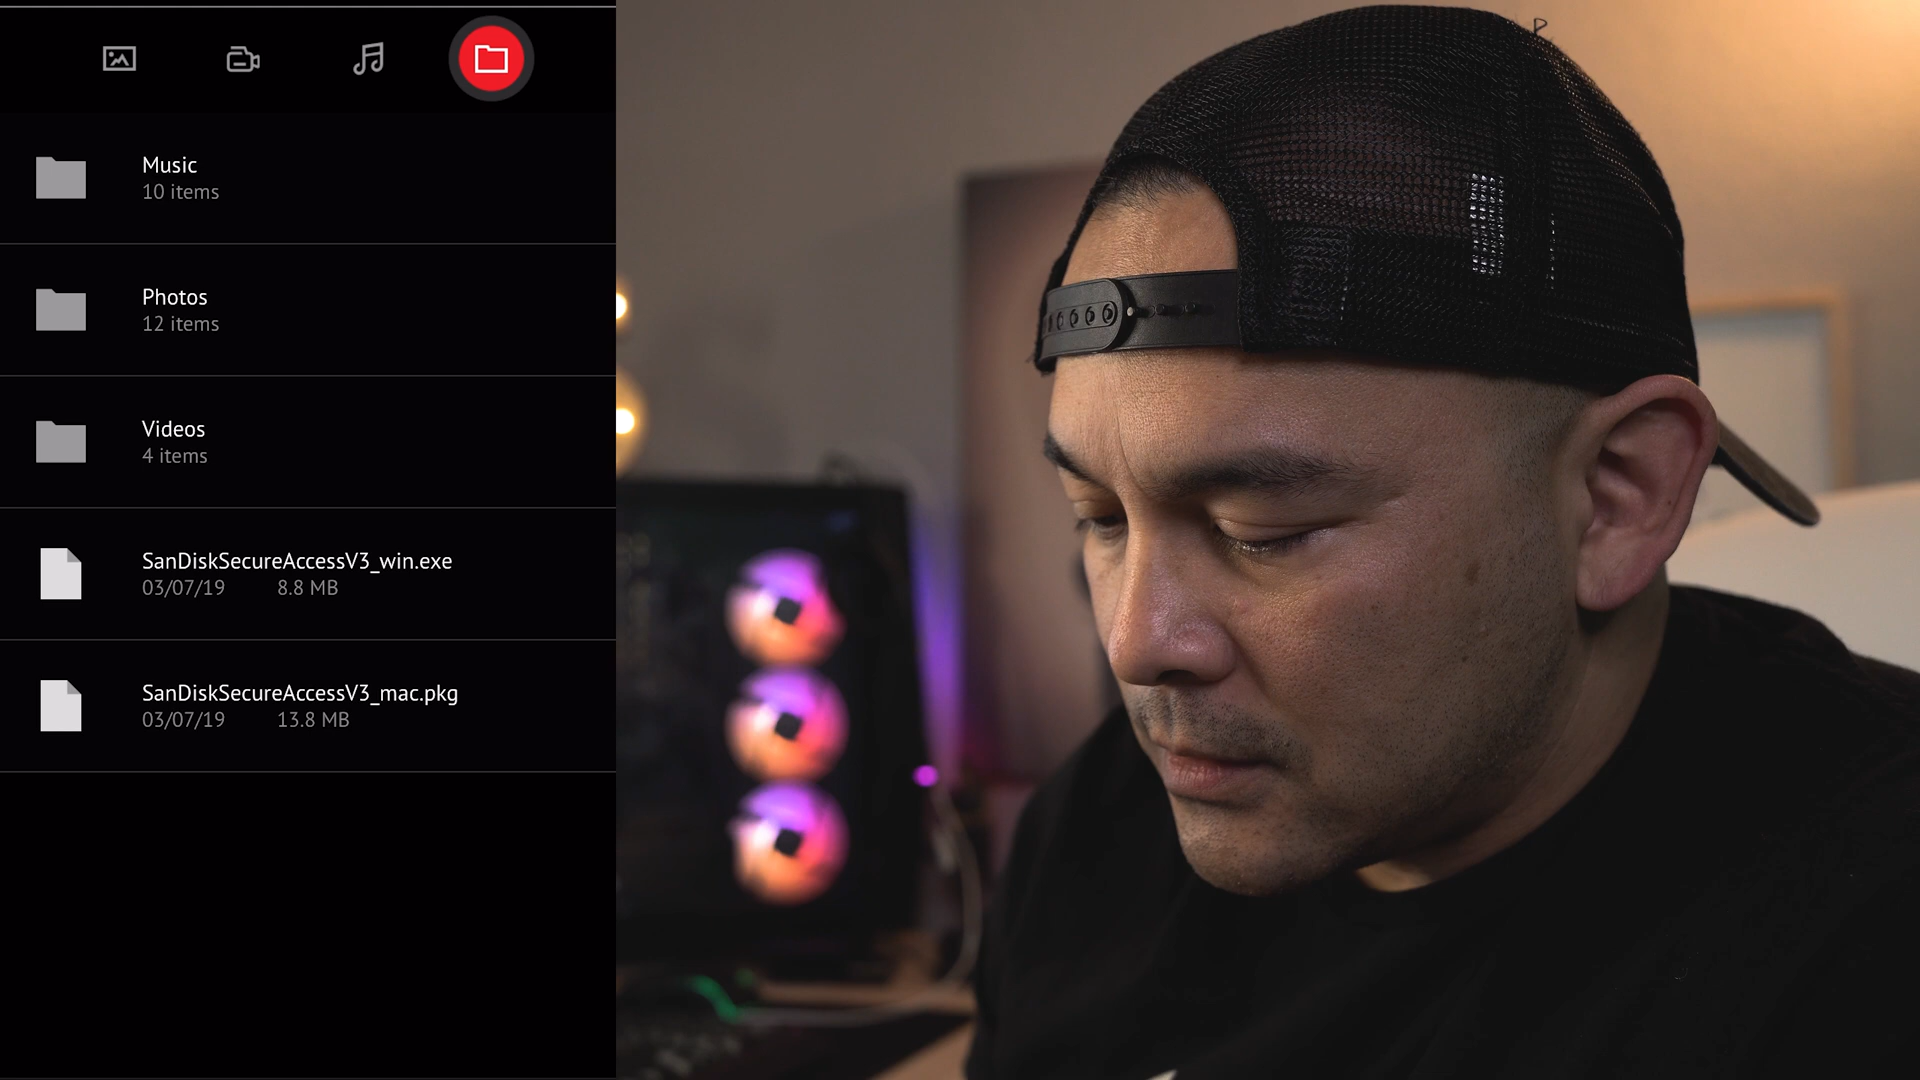 Music
10 items
Photos
12 items
Videos
4 items
SanDiskSecureAccessV3_win.exe
03/07/19 8.8 MB
SanDiskSecureAccessV3_mac.pkg
03/07/19 13.8 MB